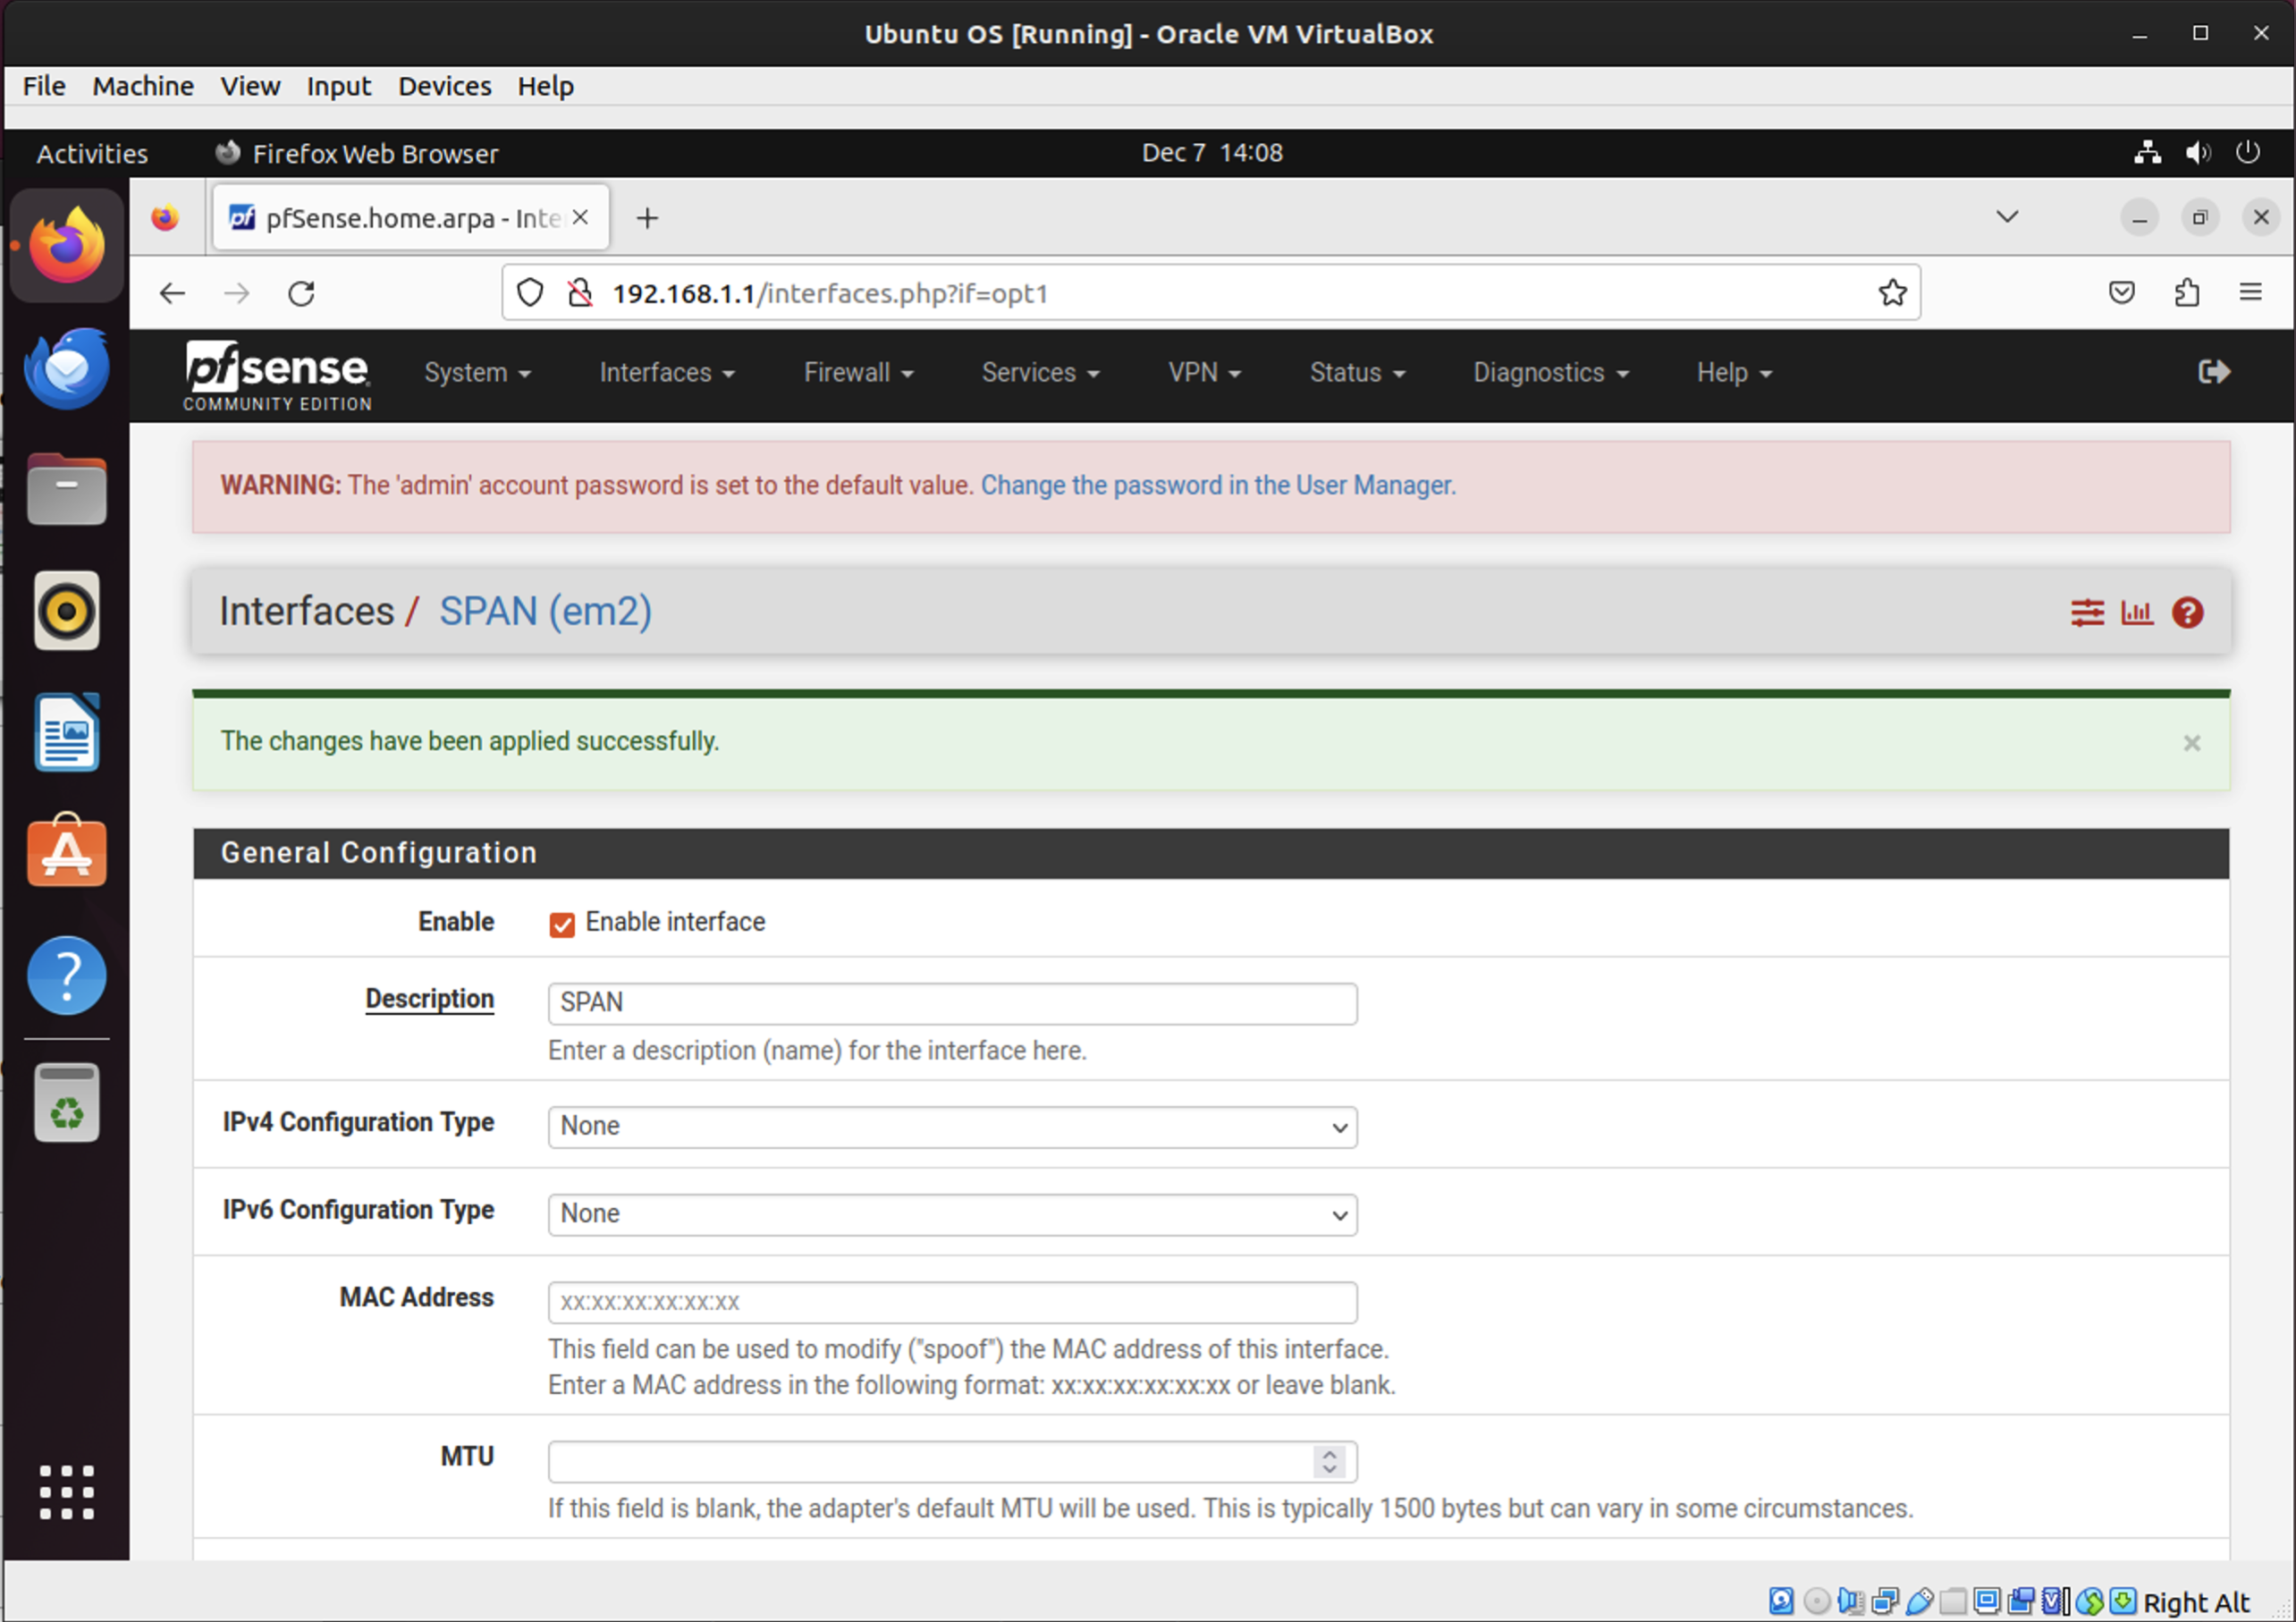 Ubuntu OS [Running] - Oracle VM VirtualBox
File Machine View Input Devices Help
Activities Firefox Web Browser Dec 7 14:08
pfSense.home.arpa - Inte
192.168.1.1/interfaces.php?if=opt1
pfsense System Interfaces Firewall Services VPN Status Diagnostics Help
COMMUNITY EDITION
WARNING: The 'admin' account password is set to the default value. Change the password in the User Manager.
Interfaces / SPAN (em2)
The changes have been applied successfully.
General Configuration
Enable Enable interface
Description SPAN
Enter a description (name) for the interface here.
IPv4 Configuration Type None
IPv6 Configuration Type None
MAC Address xx:xx:xx:xx:xx:xx
This field can be used to modify ("spoof") the MAC address of this interface.
Enter a MAC address in the following format: xx:xx:xx:xx:xx:xx or leave blank.
MTU
If this field is blank, the adapter's default MTU will be used. This is typically 1500 bytes but can vary in some circumstances.
Right Alt